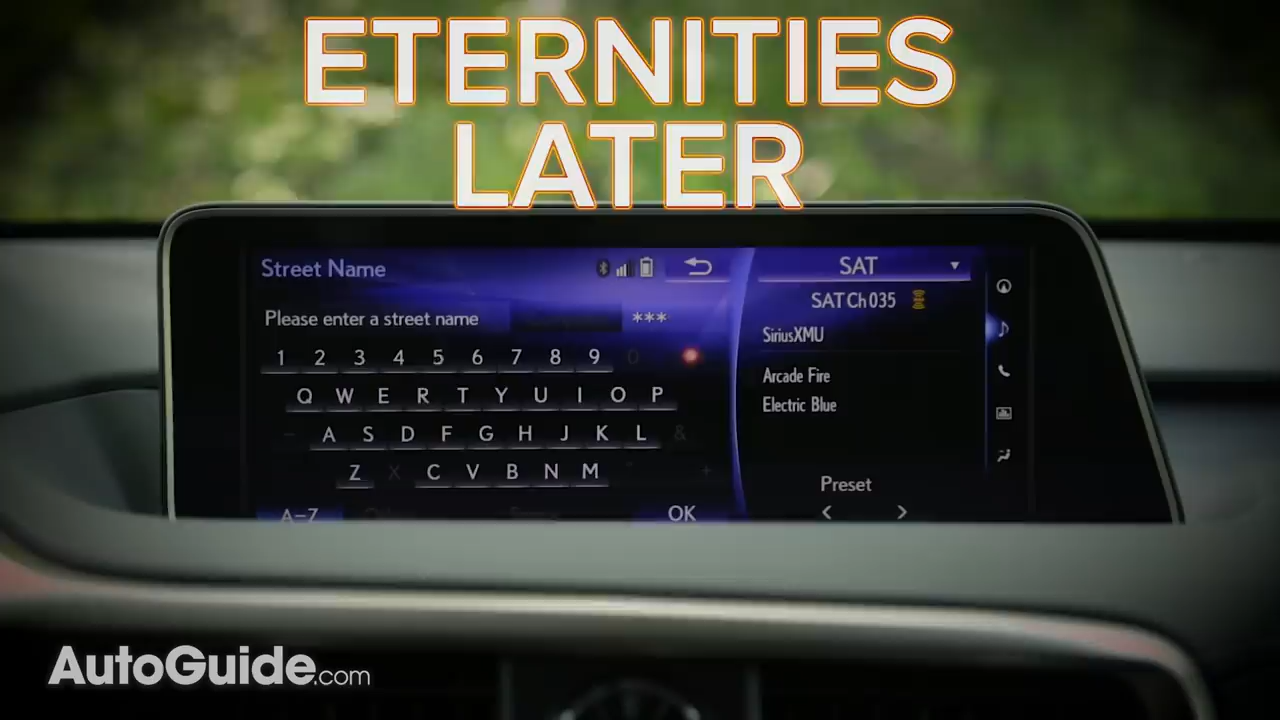 ETERNITIES
LATER
Street Name
SAT
SAT Ch 035
Please enter a street name ***
SiriusXMU
1 2 3 4 5 6 7 8 9 0
Q W E R T Y U I O P
Arcade Fire
Electric Blue
- A S D F G H J K L &
Z X C V B N M
Preset
A-Z
OK
< >
AutoGuide.com